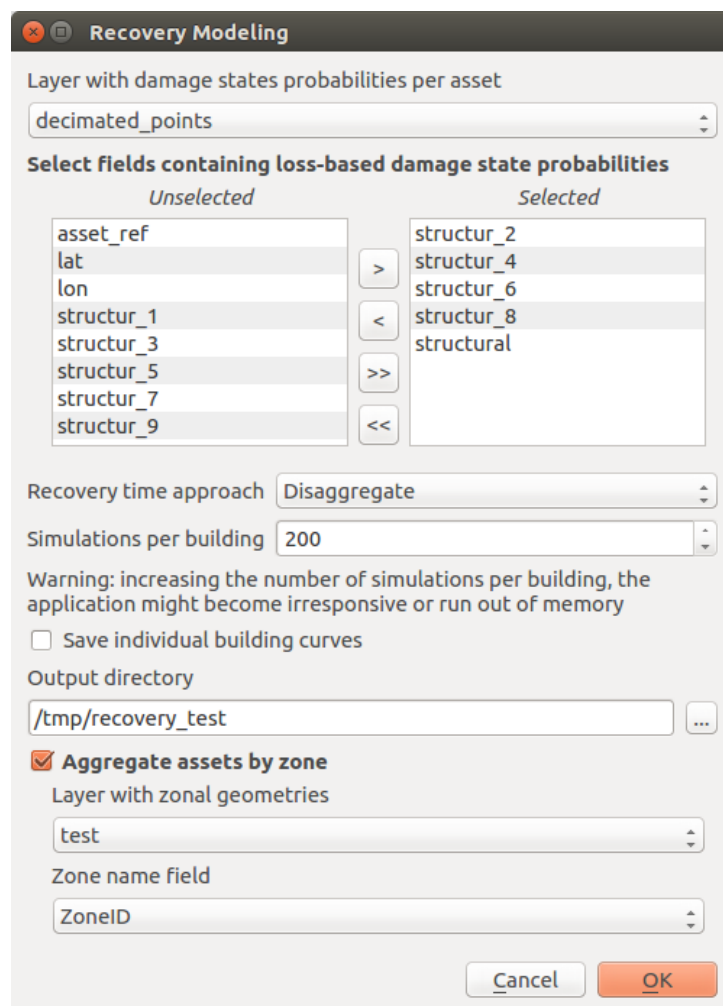 Recovery Modeling
Layer with damage states probabilities per asset
decimated_points
Select fields containing loss-based damage state probabilities
Unselected
Selected
asset_ref
lat
lon
structur_1
structur_3
structur_5
structur_7
structur_9
>
<
>>
<<
structur_2
structur_4
structur_6
structur_8
structural
Recovery time approach Disaggregate
Simulations per building 200
Warning: increasing the number of simulations per building, the
application might become irresponsive or run out of memory
Save individual building curves
Output directory
/tmp/recovery_test
...
Aggregate assets by zone
Layer with zonal geometries
test
Zone name field
ZoneID
Cancel
OK